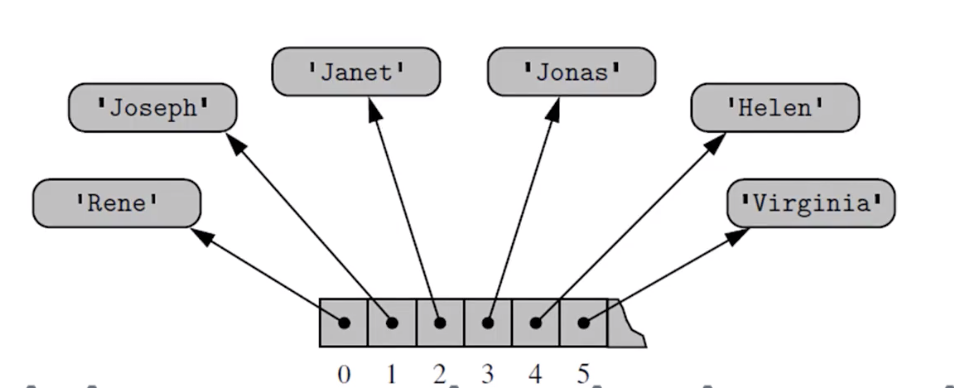 'Janet' 'Jonas'
'Joseph' 'Helen'
'Rene' 'Virginia'
0 1 2 3 4 5